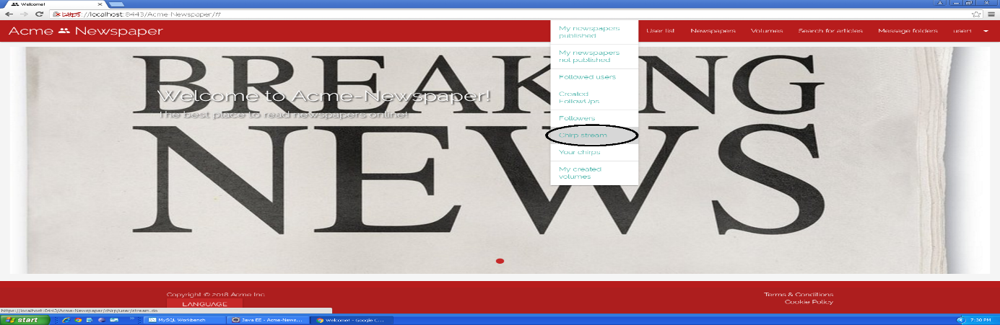 Welcome!
https://localhost:8443/Acme-Newspaper/#
Acme Newspaper
My newspapers
published
My newspapers
not published
Followed users
Created
FollowUps
Followers
Chirp stream
Your chirps
My created
volumes
User list
Newspapers
Volumes
Search for articles
Message folders
user1
BREAKING
NEWS
Welcome to Acme-Newspaper!
The best place to read newspapers online!
Copyright © 2018 Acme Inc
LANGUAGE
Terms & Conditions
Cookie Policy
https://localhost:8443/Acme-Newspaper/chirp/user/stream.do
start
MySQL Workbench
Java EE - Acme-News...
Welcome! - Google C...
7:30 PM